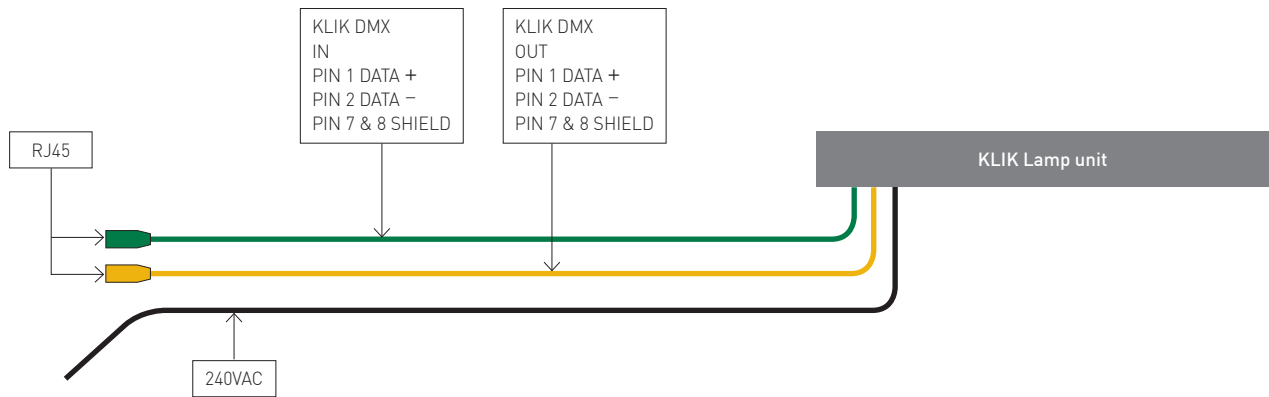 KLIK DMX
IN
PIN 1 DATA +
PIN 2 DATA −
PIN 7 & 8 SHIELD
KLIK DMX
OUT
PIN 1 DATA +
PIN 2 DATA −
PIN 7 & 8 SHIELD
RJ45
KLIK Lamp unit
240VAC